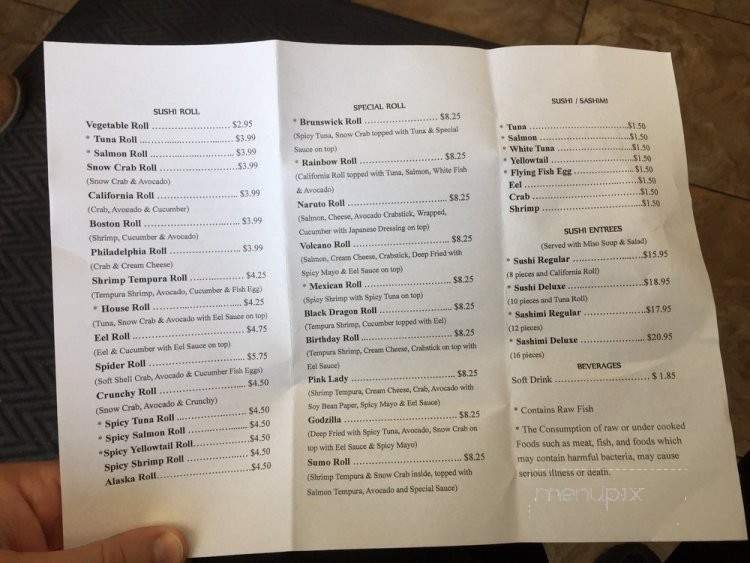 SUSHI ROLL
Vegetable Roll ........................ $2.95
* Tuna Roll ........................... $3.99
* Salmon Roll ........................ $3.99
Snow Crab Roll ........................$3.99
(Snow Crab & Avocado)
California Roll ........................ $3.99
(Crab, Avocado & Cucumber)
Boston Roll ........................ $3.99
(Shrimp, Cucumber & Avocado)
Philadelphia Roll ........................ $3.99
(Crab & Cream Cheese)
Shrimp Tempura Roll ................. $4.25
(Tempura Shrimp, Avocado, Cucumber & Fish Egg)
* House Roll ........................ $4.25
(Tuna, Snow Crab & Avocado with Eel Sauce on top)
Eel Roll ........................ $4.75
(Eel & Cucumber with Eel Sauce on top)
Spider Roll ........................ $5.75
(Soft Shell Crab, Avocado & Cucumber Fish Eggs)
Crunchy Roll ........................ $4.50
(Snow Crab, Avocado & Crunchy)
* Spicy Tuna Roll .................... $4.50
* Spicy Salmon Roll ................. $4.50
*Spicy Yellowtail Roll................. $4.50
Spicy Shrimp Roll ................... $4.50
Alaska Roll........................$4.50
SPECIAL ROLL
* Brunswick Roll ........................ $8.25
(Spicy Tuna, Snow Crab topped with Tuna & Special
Sauce on top)
* Rainbow Roll ........................ $8.25
(California Roll topped with Tuna, Salmon, White Fish
& Avocado)
Naruto Roll ........................ $8.25
(Salmon, Cheese, Avocado Crabstick, Wrapped,
Cucumber with Japanese Dressing on top)
Volcano Roll ........................ $8.25
(Salmon, Cream Cheese, Crabstick, Deep Fried with
Spicy Mayo & Eel Sauce on top)
* Mexican Roll ........................ $8.25
(Spicy Shrimp with Spicy Tuna on top)
Black Dragon Roll ........................ $8.25
(Tempura Shrimp, Cucumber topped with Eel)
Birthday Roll ........................ $8.25
(Tempura Shrimp, Cream Cheese, Crabstick on top with
Eel Sauce)
Pink Lady ........................ $8.25
(Shrimp Tempura, Cream Cheese, Crab, Avocado with
Soy Bean Paper, Spicy Mayo & Eel Sauce)
Godzilla ........................ $8.25
(Deep Fried with Spicy Tuna, Avocado, Snow Crab on
top with Eel Sauce & Spicy Mayo)
Sumo Roll ........................ $8.25
(Shrimp Tempura & Snow Crab inside, topped with
Salmon Tempura, Avocado and Special Sauce)
SUSHI / SASHIMI
* Tuna ........................$1.50
* Salmon ........................$1.50
* White Tuna ........................$1.50
* Yellowtail ........................$1.50
* Flying Fish Egg ................... $1.50
Eel ........................$1.50
Crab ........................$1.50
Shrimp ........................$1.50
SUSHI ENTREES
(Served with Miso Soup & Salad)
* Sushi Regular ........................$15.95
(8 pieces and California Roll)
* Sushi Deluxe ........................$18.95
(10 pieces and Tuna Roll)
* Sashimi Regular ....................$17.95
(12 pieces)
* Sashimi Deluxe .................... $20.95
(16 pieces)
BEVERAGES
Soft Drink ........................ $ 1.85
* Contains Raw Fish
* The Consumption of raw or under cooked
Foods such as meat, fish, and foods which
may contain harmful bacteria, may cause
serious illness or death.
menupix